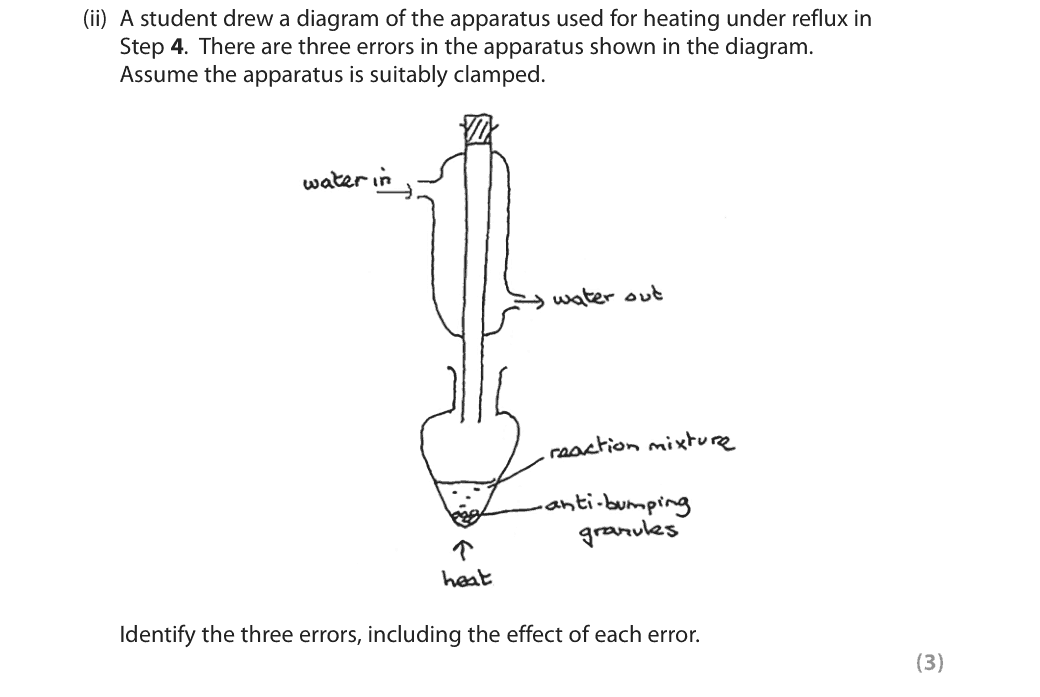 (ii) A student drew a diagram of the apparatus used for heating under reflux in
Step 4. There are three errors in the apparatus shown in the diagram.
Assume the apparatus is suitably clamped.
water in
water out
reaction mixture
anti-bumping
granules
heat
Identify the three errors, including the effect of each error.
(3)